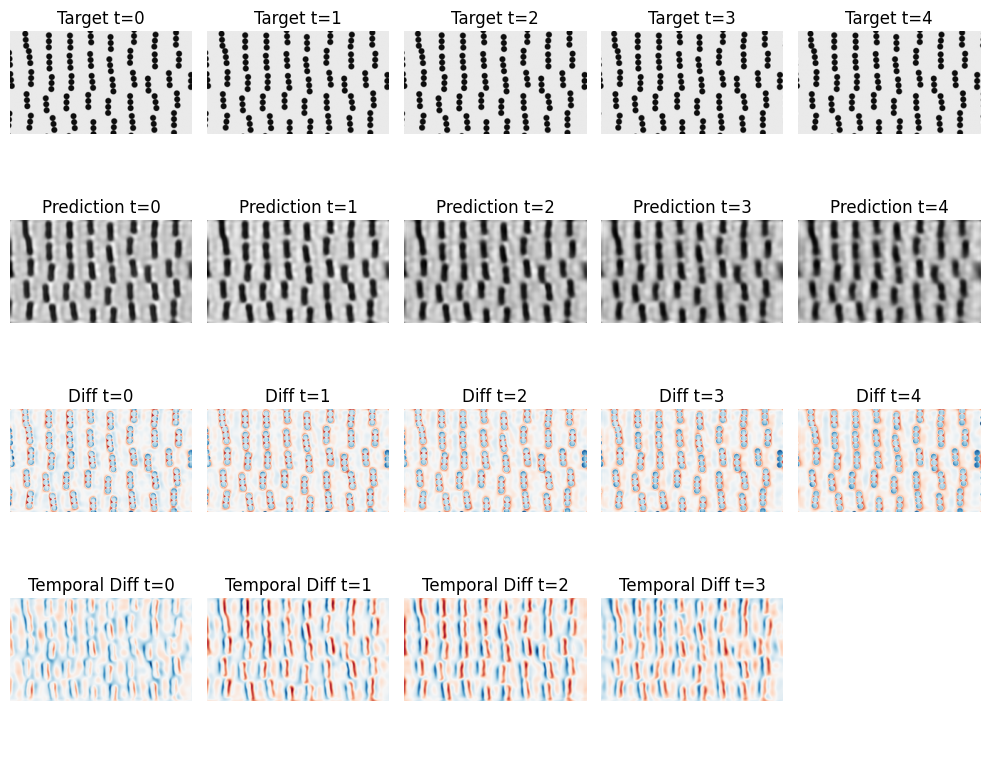 Target t=0 Target t=1 Target t=2 Target t=3 Target t=4
Prediction t=0 Prediction t=1 Prediction t=2 Prediction t=3 Prediction t=4
Diff t=0 Diff t=1 Diff t=2 Diff t=3 Diff t=4
Temporal Diff t=0 Temporal Diff t=1 Temporal Diff t=2 Temporal Diff t=3